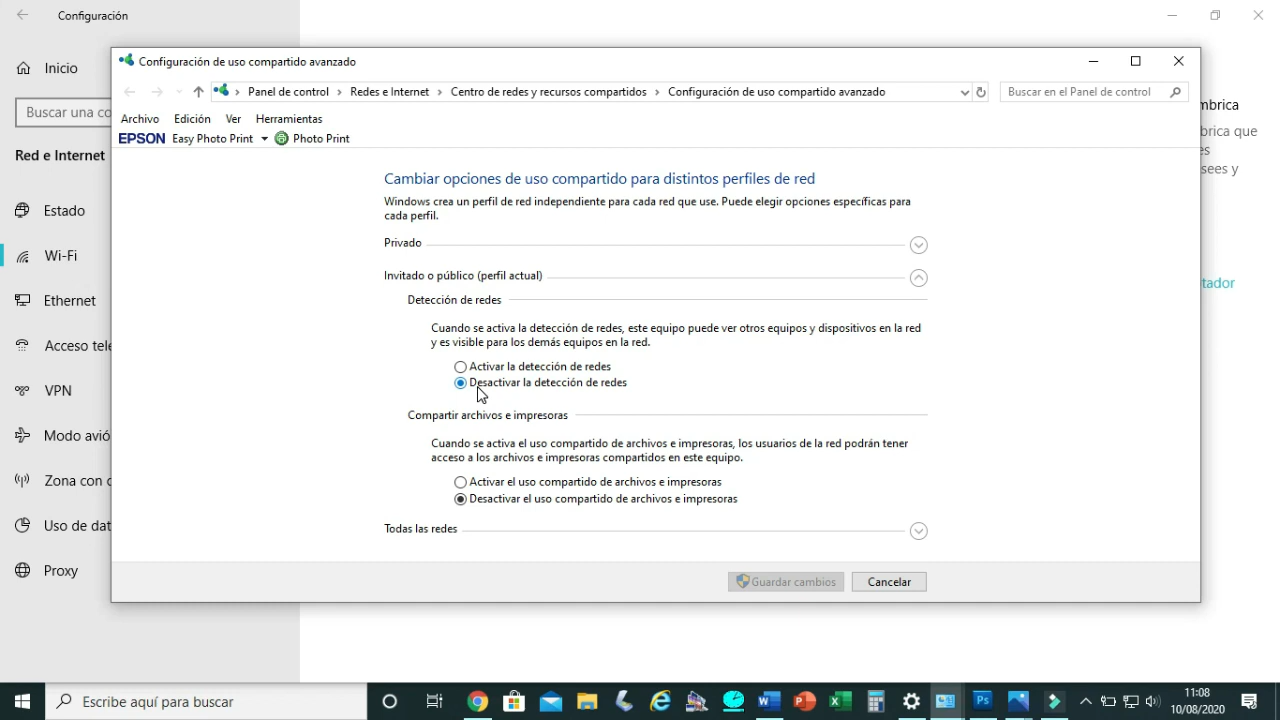 Configuración
Inicio
Buscar una co
Red e Internet
Estado
Wi-Fi
Ethernet
Acceso tele
VPN
Modo avió
Zona con c
Uso de dat
Proxy
Configuración de uso compartido avanzado
Panel de control › Redes e Internet › Centro de redes y recursos compartidos › Configuración de uso compartido avanzado
Buscar en el Panel de control
Archivo Edición Ver Herramientas
EPSON Easy Photo Print Photo Print
Cambiar opciones de uso compartido para distintos perfiles de red
Windows crea un perfil de red independiente para cada red que use. Puede elegir opciones específicas para
cada perfil.
Privado
Invitado o público (perfil actual)
Detección de redes
Cuando se activa la detección de redes, este equipo puede ver otros equipos y dispositivos en la red
y es visible para los demás equipos en la red.
Activar la detección de redes
Desactivar la detección de redes
Compartir archivos e impresoras
Cuando se activa el uso compartido de archivos e impresoras, los usuarios de la red podrán tener
acceso a los archivos e impresoras compartidos en este equipo.
Activar el uso compartido de archivos e impresoras
Desactivar el uso compartido de archivos e impresoras
Todas las redes
Guardar cambios Cancelar
mbrica
brica que
es
sees y
tador
Escribe aquí para buscar
11:08
10/08/2020